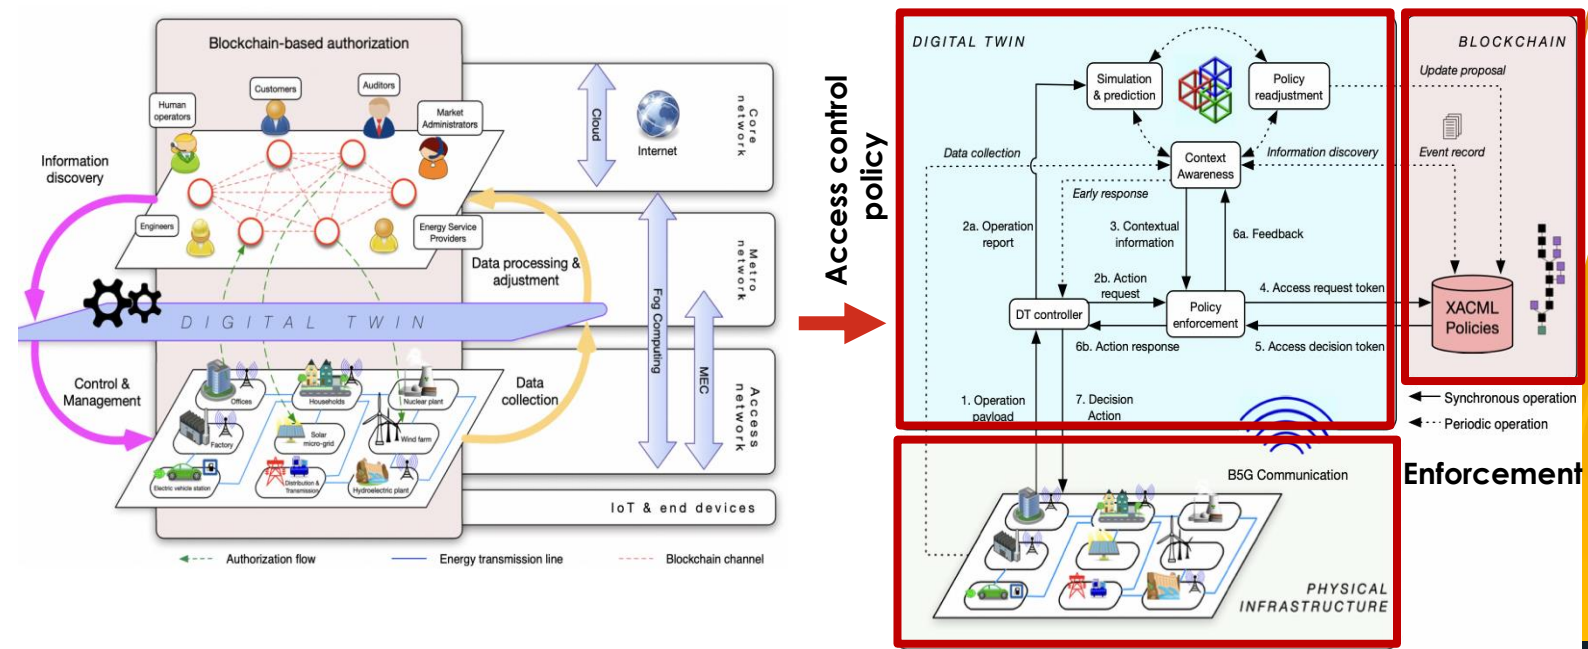 Blockchain-based authorization
Customers
Auditors
Human
operators
Market
Administrators
Engineers
Energy Service
Providers
Information
discovery
Cloud
Internet
Core
network
Data processing &
adjustment
Metro
network
Fog Computing
MEC
DIGITAL TWIN
Control &
Management
Data
collection
Access
network
Offices
Households
Nuclear plant
Factory
Solar
micro-grid
Wind farm
Electric vehicle station
Distribution &
Transmission
Hydroelectric plant
IoT & end devices
Authorization flow
Energy transmission line
Blockchain channel
Access control
policy
DIGITAL TWIN
Simulation
& prediction
Policy
readjustment
Data collection
Context
Awareness
Information discovery
Early response
2a. Operation
report
3. Contextual
information
6a. Feedback
2b. Action
request
DT controller
Policy
enforcement
4. Access request token
6b. Action response
5. Access decision token
1. Operation
payload
7. Decision
Action
BLOCKCHAIN
Update proposal
Event record
XACML
Policies
Synchronous operation
Periodic operation
Enforcement
B5G Communication
PHYSICAL
INFRASTRUCTURE